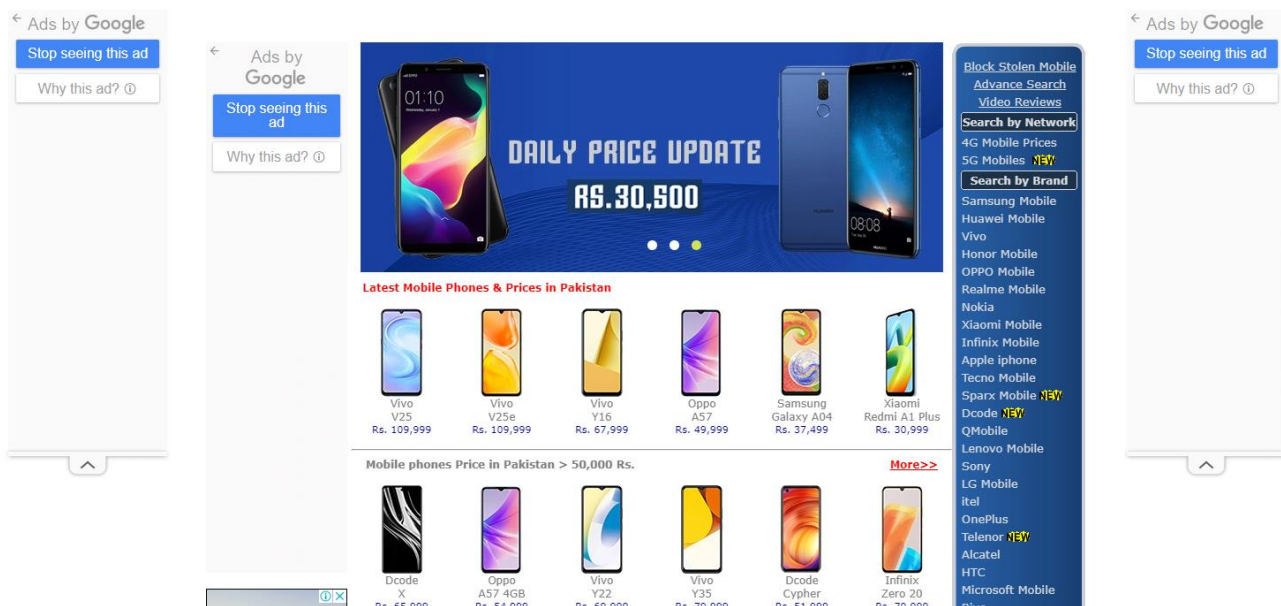 Ads by Google
Stop seeing this ad
Why this ad?
Ads by
Google
Stop seeing this
ad
Why this ad?
01:10
DAILY PRICE UPDATE
RS.30,500
HUAWEI
08:08
Latest Mobile Phones & Prices in Pakistan
Vivo
V25
Rs. 109,999
Vivo
V25e
Rs. 109,999
Vivo
Y16
Rs. 67,999
Oppo
A57
Rs. 49,999
Samsung
Galaxy A04
Rs. 37,499
Xiaomi
Redmi A1 Plus
Rs. 30,999
Mobile phones Price in Pakistan > 50,000 Rs.
More>>
Dcode
X
Oppo
A57 4GB
Vivo
Y22
Vivo
Y35
Dcode
Cypher
Infinix
Zero 20
Block Stolen Mobile
Advance Search
Video Reviews
Search by Network
4G Mobile Prices
5G Mobiles NEW
Search by Brand
Samsung Mobile
Huawei Mobile
Vivo
Honor Mobile
OPPO Mobile
Realme Mobile
Nokia
Xiaomi Mobile
Infinix Mobile
Apple iphone
Tecno Mobile
Sparx Mobile NEW
Dcode NEW
QMobile
Lenovo Mobile
Sony
LG Mobile
itel
OnePlus
Telenor NEW
Alcatel
HTC
Microsoft Mobile
Ads by Google
Stop seeing this ad
Why this ad?